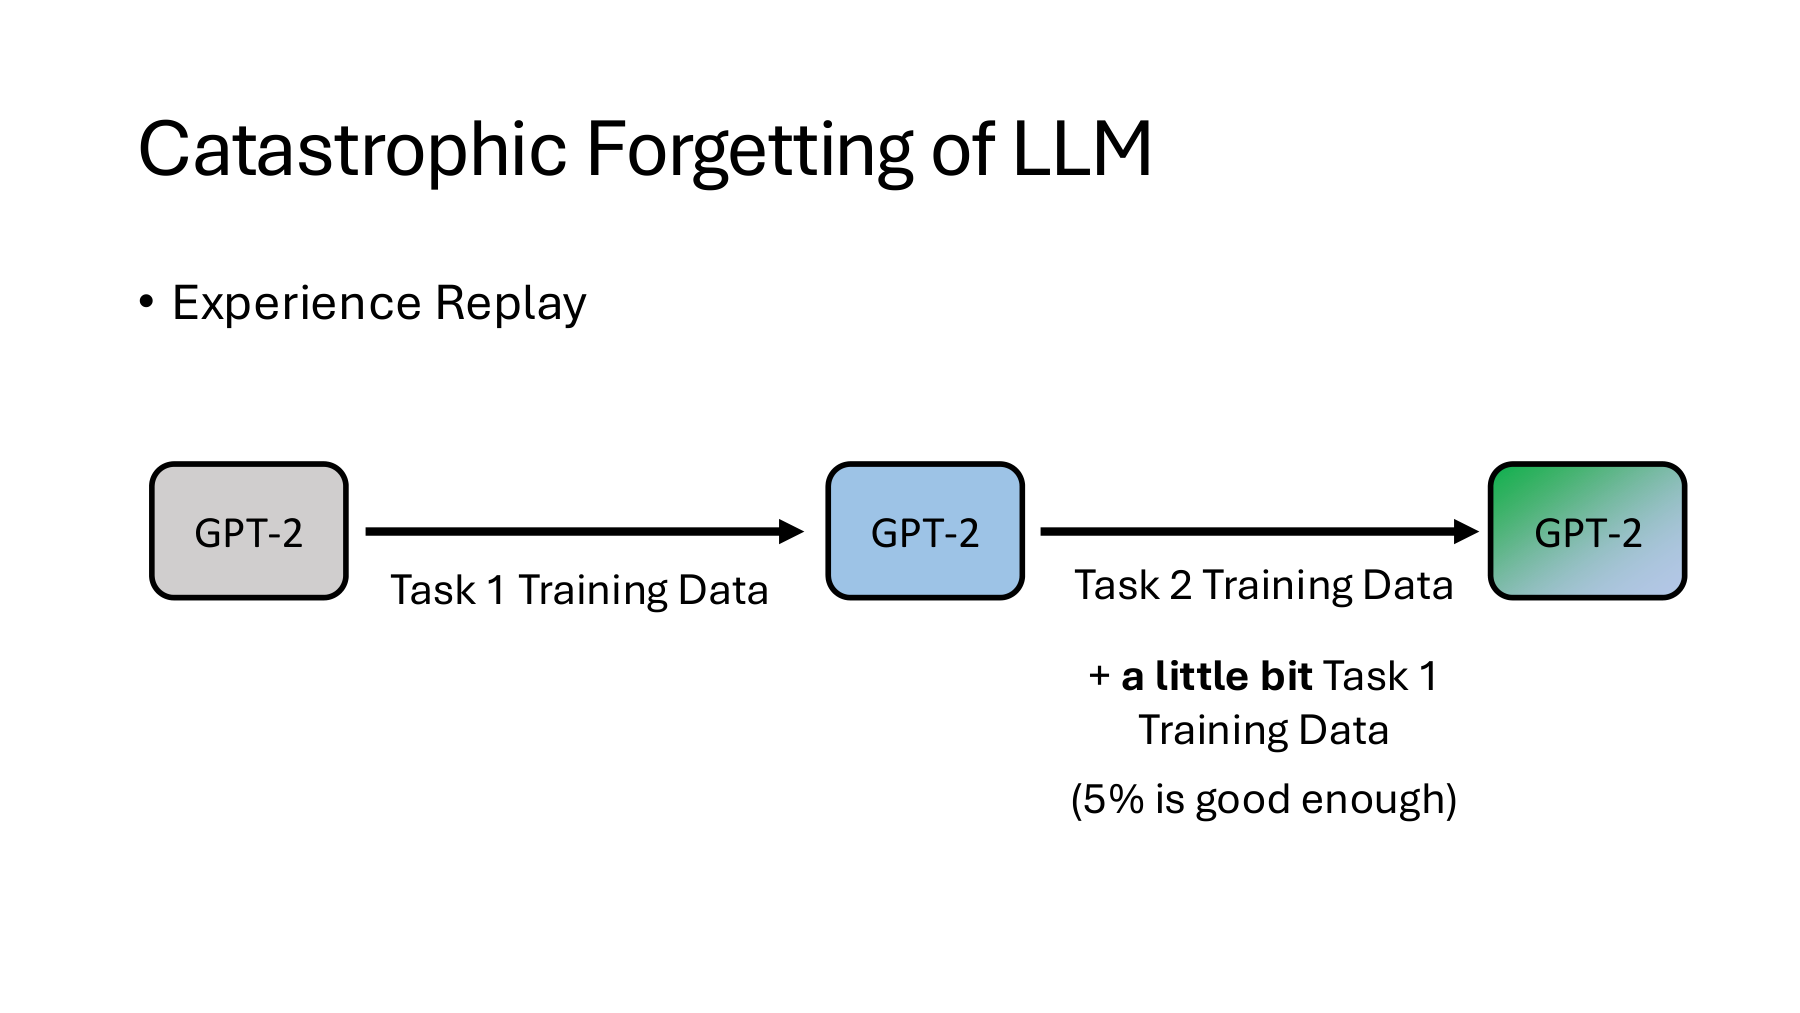 Catastrophic Forgetting of LLM
• Experience Replay
GPT-2
Task 1 Training Data
GPT-2
Task 2 Training Data
+ a little bit Task 1
Training Data
(5% is good enough)
GPT-2